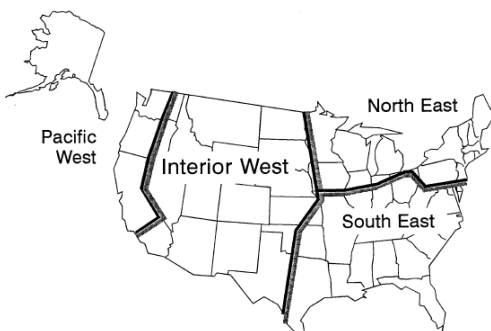 North East
Pacific
West
Interior West
South East